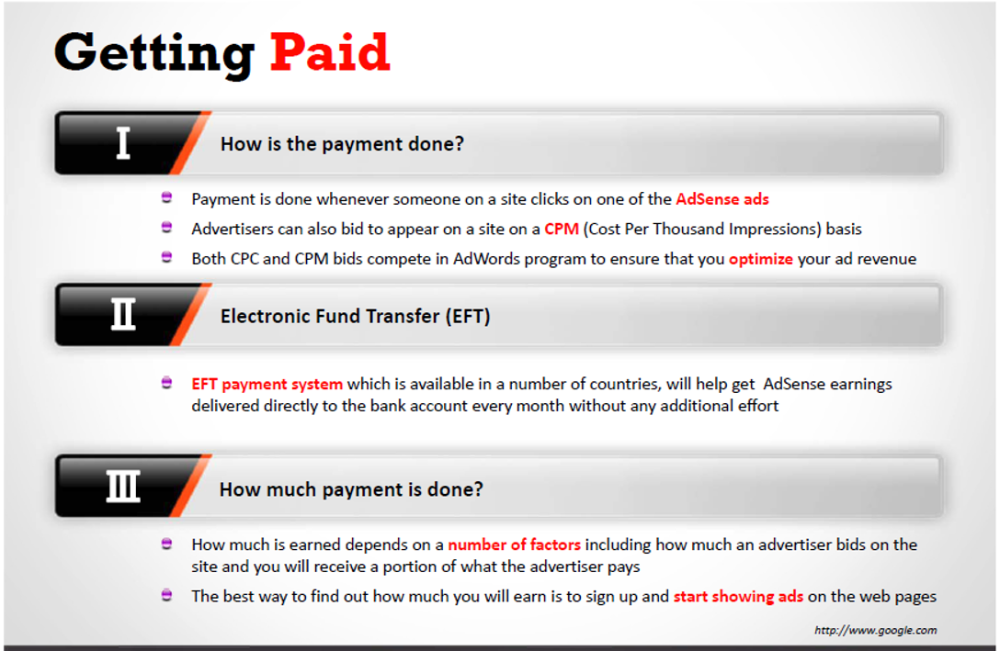 Getting Paid
I
How is the payment done?
Payment is done whenever someone on a site clicks on one of the AdSense ads
Advertisers can also bid to appear on a site on a CPM (Cost Per Thousand Impressions) basis
Both CPC and CPM bids compete in AdWords program to ensure that you optimize your ad revenue
II
Electronic Fund Transfer (EFT)
EFT payment system which is available in a number of countries, will help get AdSense earnings
delivered directly to the bank account every month without any additional effort
III
How much payment is done?
How much is earned depends on a number of factors including how much an advertiser bids on the
site and you will receive a portion of what the advertiser pays
The best way to find out how much you will earn is to sign up and start showing ads on the web pages
http://www.google.com